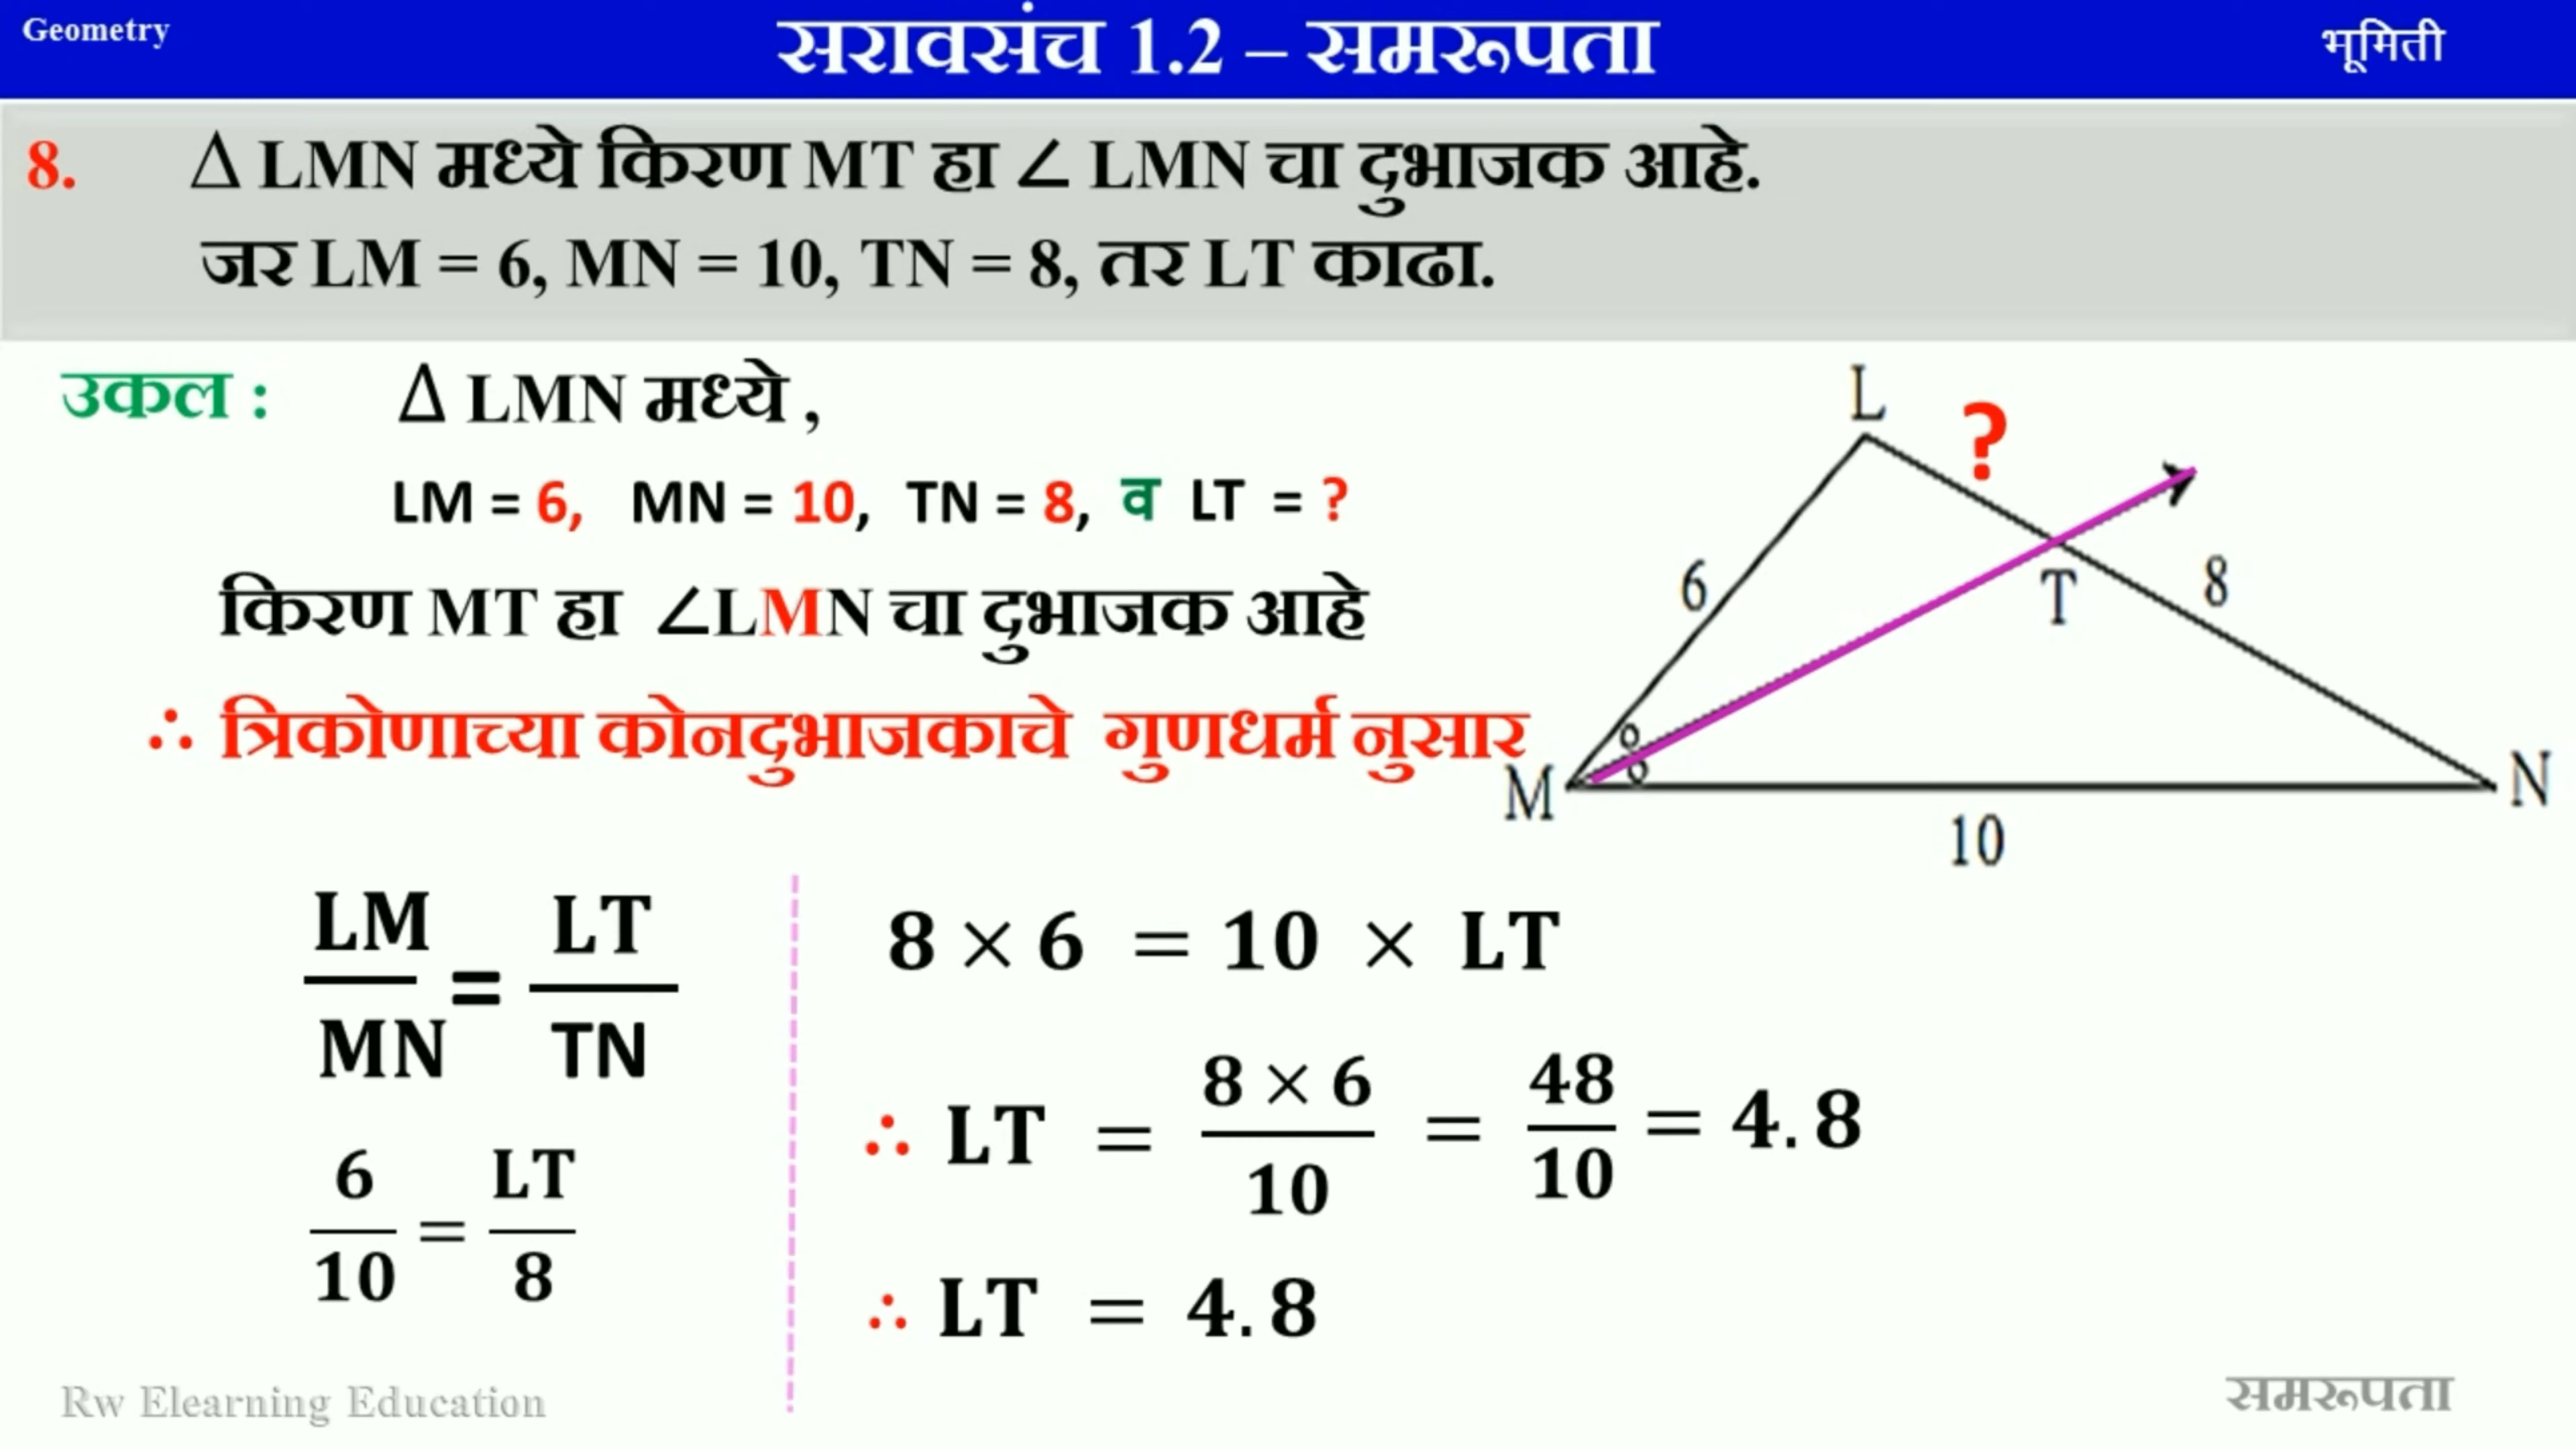 Geometry
सरावसंच 1.2 – समरूपता
भूमिती
8. Δ LMN मध्ये किरण MT हा ∠ LMN चा दुभाजक आहे.
जर LM = 6, MN = 10, TN = 8, तर LT काढा.
उकल : Δ LMN मध्ये ,
LM = 6, MN = 10, TN = 8, व LT = ?
किरण MT हा ∠LMN चा दुभाजक आहे
∴ त्रिकोणाच्या कोनदुभाजकाचे गुणधर्म नुसार
L
?
6
T
8
M
N
10
LM/MN = LT/TN
6/10 = LT/8
8 × 6 = 10 × LT
∴ LT = 8 × 6/10 = 48/10 = 4.8
∴ LT = 4.8
Rw Elearning Education
समरूपता